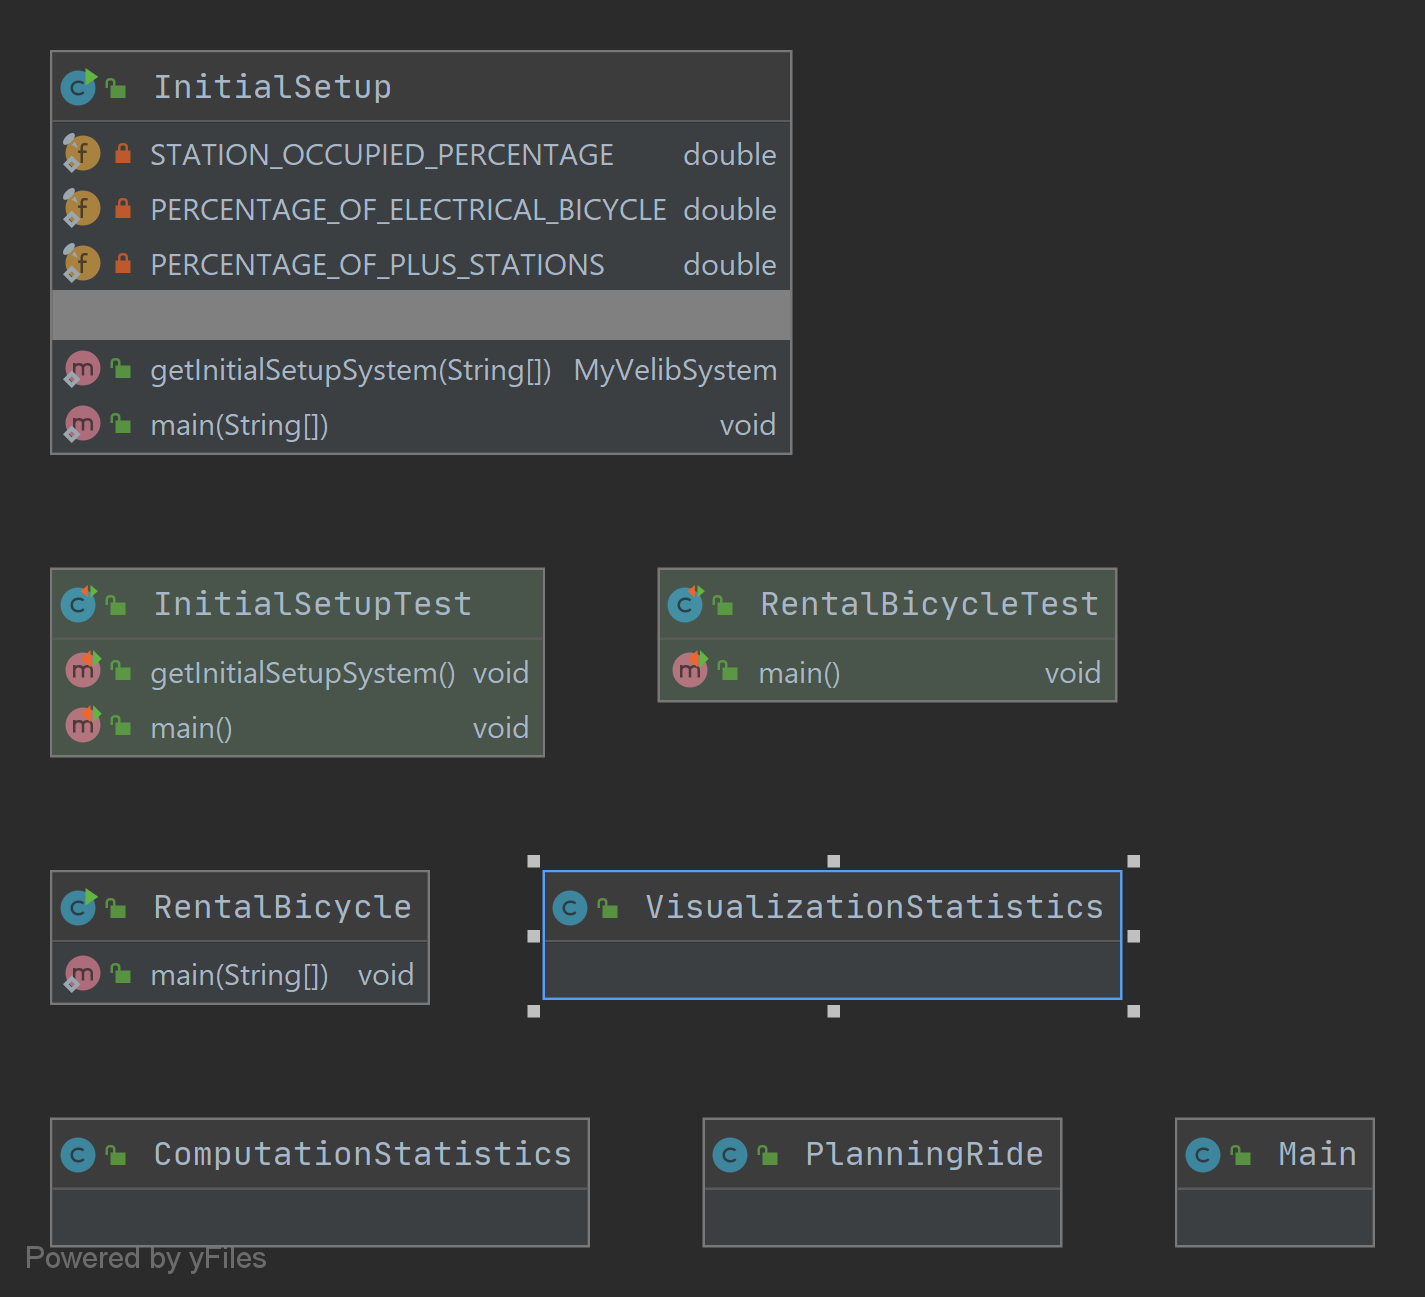 InitialSetup
STATION_OCCUPIED_PERCENTAGE double
PERCENTAGE_OF_ELECTRICAL_BICYCLE double
PERCENTAGE_OF_PLUS_STATIONS double
getInitialSetupSystem(String[]) MyVelibSystem
main(String[]) void
InitialSetupTest
getInitialSetupSystem() void
main() void
RentalBicycleTest
main() void
RentalBicycle
main(String[]) void
VisualizationStatistics
ComputationStatistics
PlanningRide
Main
Powered by yFiles